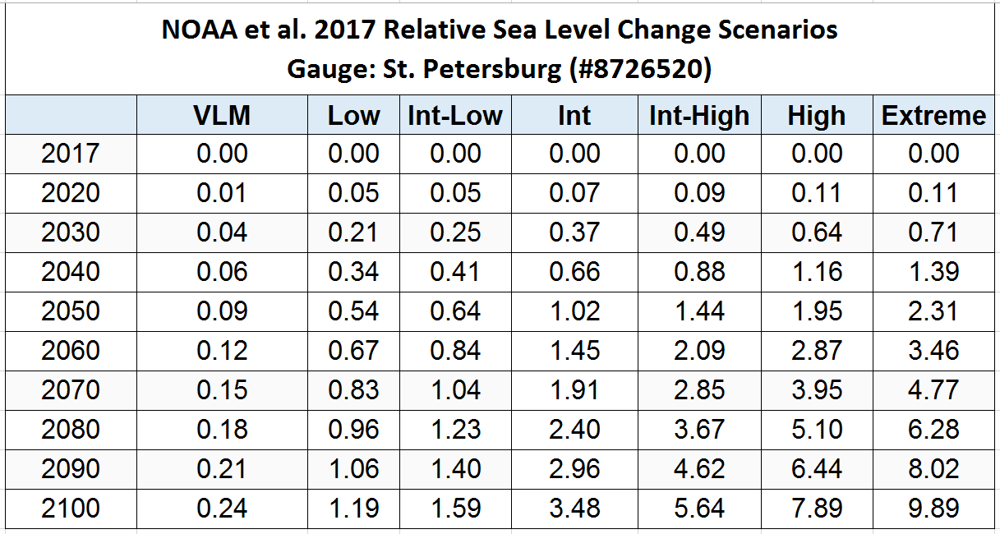 NOAA et al. 2017 Relative Sea Level Change Scenarios
Gauge: St. Petersburg (#8726520)
VLM Low Int-Low Int Int-High High Extreme
2017 0.00 0.00 0.00 0.00 0.00 0.00 0.00
2020 0.01 0.05 0.05 0.07 0.09 0.11 0.11
2030 0.04 0.21 0.25 0.37 0.49 0.64 0.71
2040 0.06 0.34 0.41 0.66 0.88 1.16 1.39
2050 0.09 0.54 0.64 1.02 1.44 1.95 2.31
2060 0.12 0.67 0.84 1.45 2.09 2.87 3.46
2070 0.15 0.83 1.04 1.91 2.85 3.95 4.77
2080 0.18 0.96 1.23 2.40 3.67 5.10 6.28
2090 0.21 1.06 1.40 2.96 4.62 6.44 8.02
2100 0.24 1.19 1.59 3.48 5.64 7.89 9.89